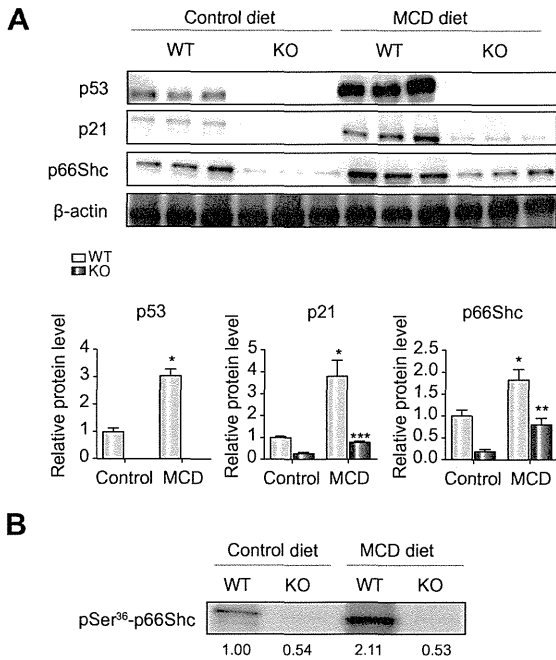 A
Control diet MCD diet
WT KO WT KO
p53
p21
p66Shc
β-actin
WT
KO
p53 p21 p66Shc
Relative protein level
4
3
2
1
0
*
Control MCD
Relative protein level
5
4
3
2
1
0
*
***
Control MCD
Relative protein level
2.5
2.0
1.5
1.0
0.5
0.0
*
**
Control MCD
B
Control diet MCD diet
WT KO WT KO
pSer³⁶-p66Shc
1.00 0.54 2.11 0.53